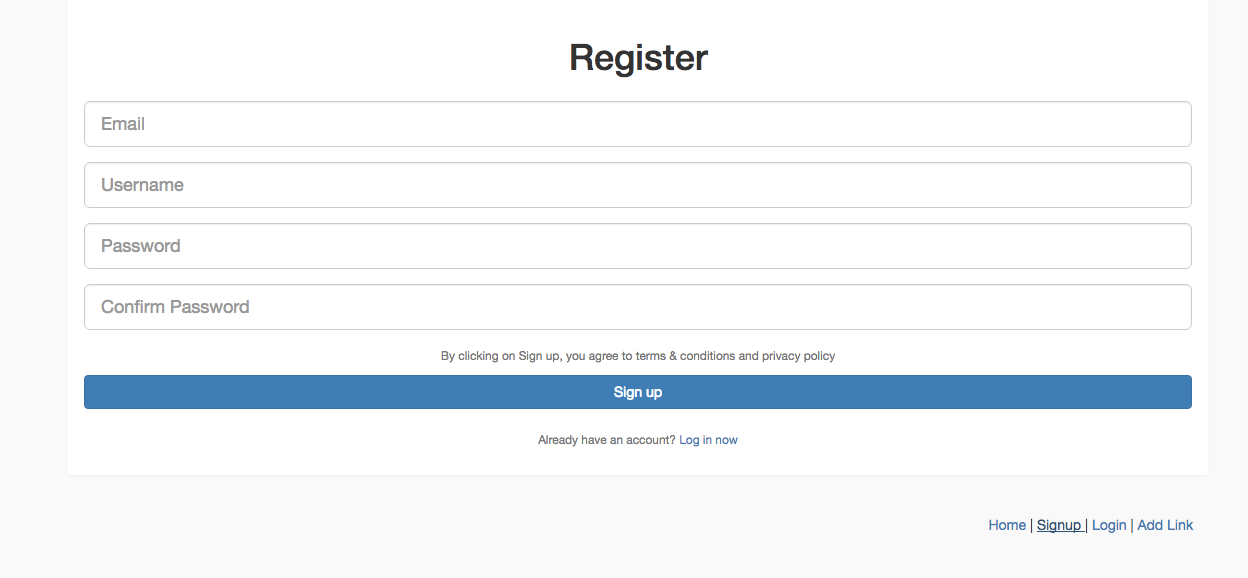 Register
Email
Username
Password
Confirm Password
By clicking on Sign up, you agree to terms & conditions and privacy policy
Sign up
Already have an account? Log in now
Home | Signup | Login | Add Link